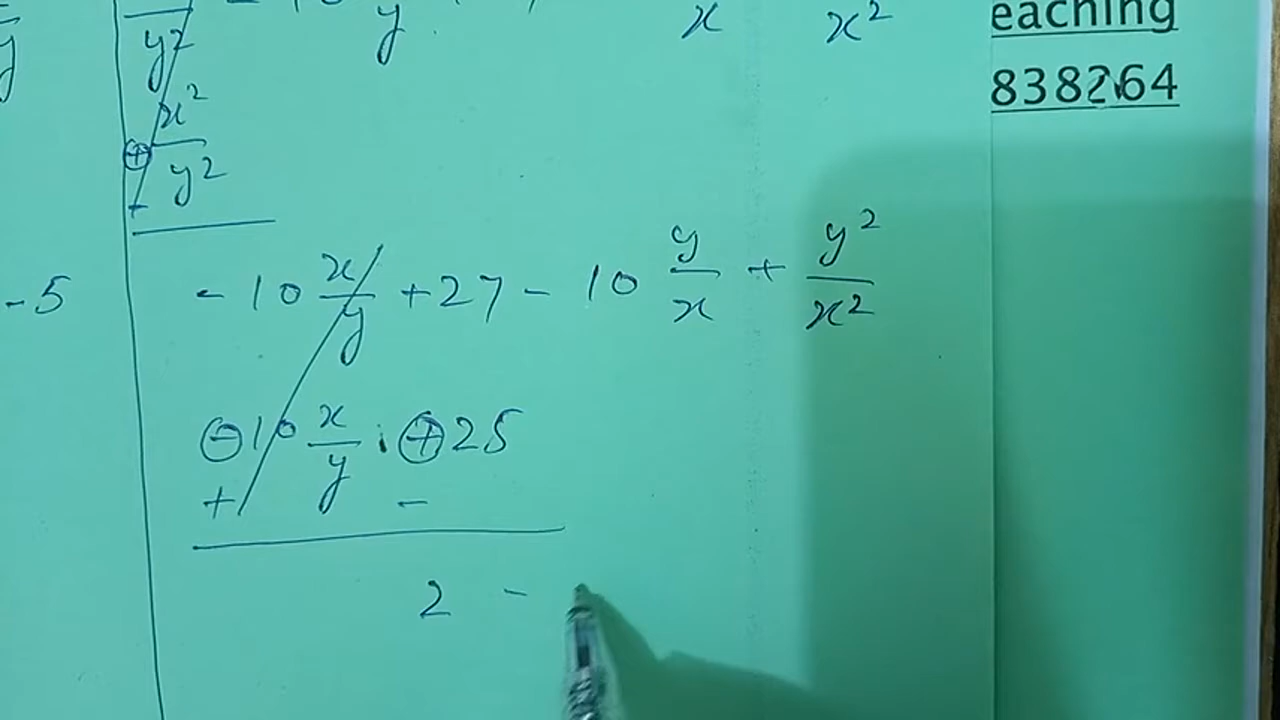 eaching
838264
y² y. x x²
x²/y²
-5 - 10 x/y + 27 - 10 y/x + y²/x²
-10 x/y + 25
+ -
2 -